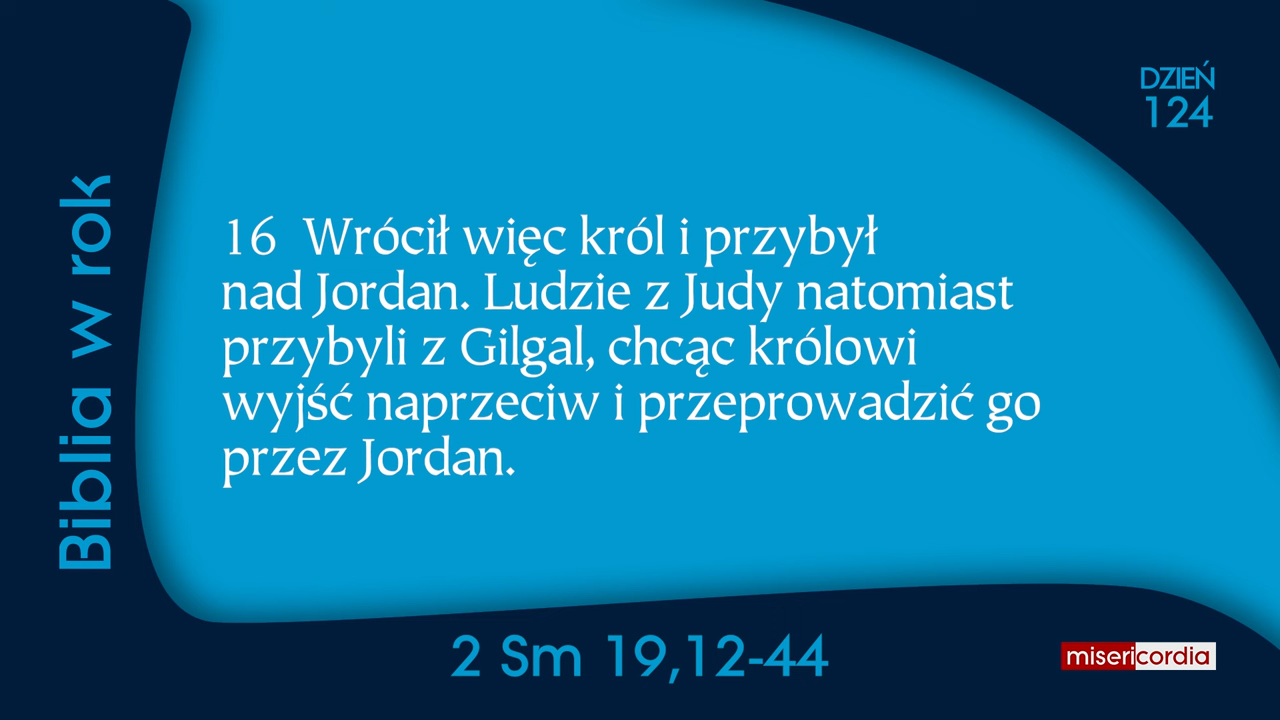 DZIEŃ
124
Biblia w rok
16 Wrócił więc król i przybył
nad Jordan. Ludzie z Judy natomiast
przybyli z Gilgal, chcąc królowi
wyjść naprzeciw i przeprowadzić go
przez Jordan.
2 Sm 19,12-44
misericordia